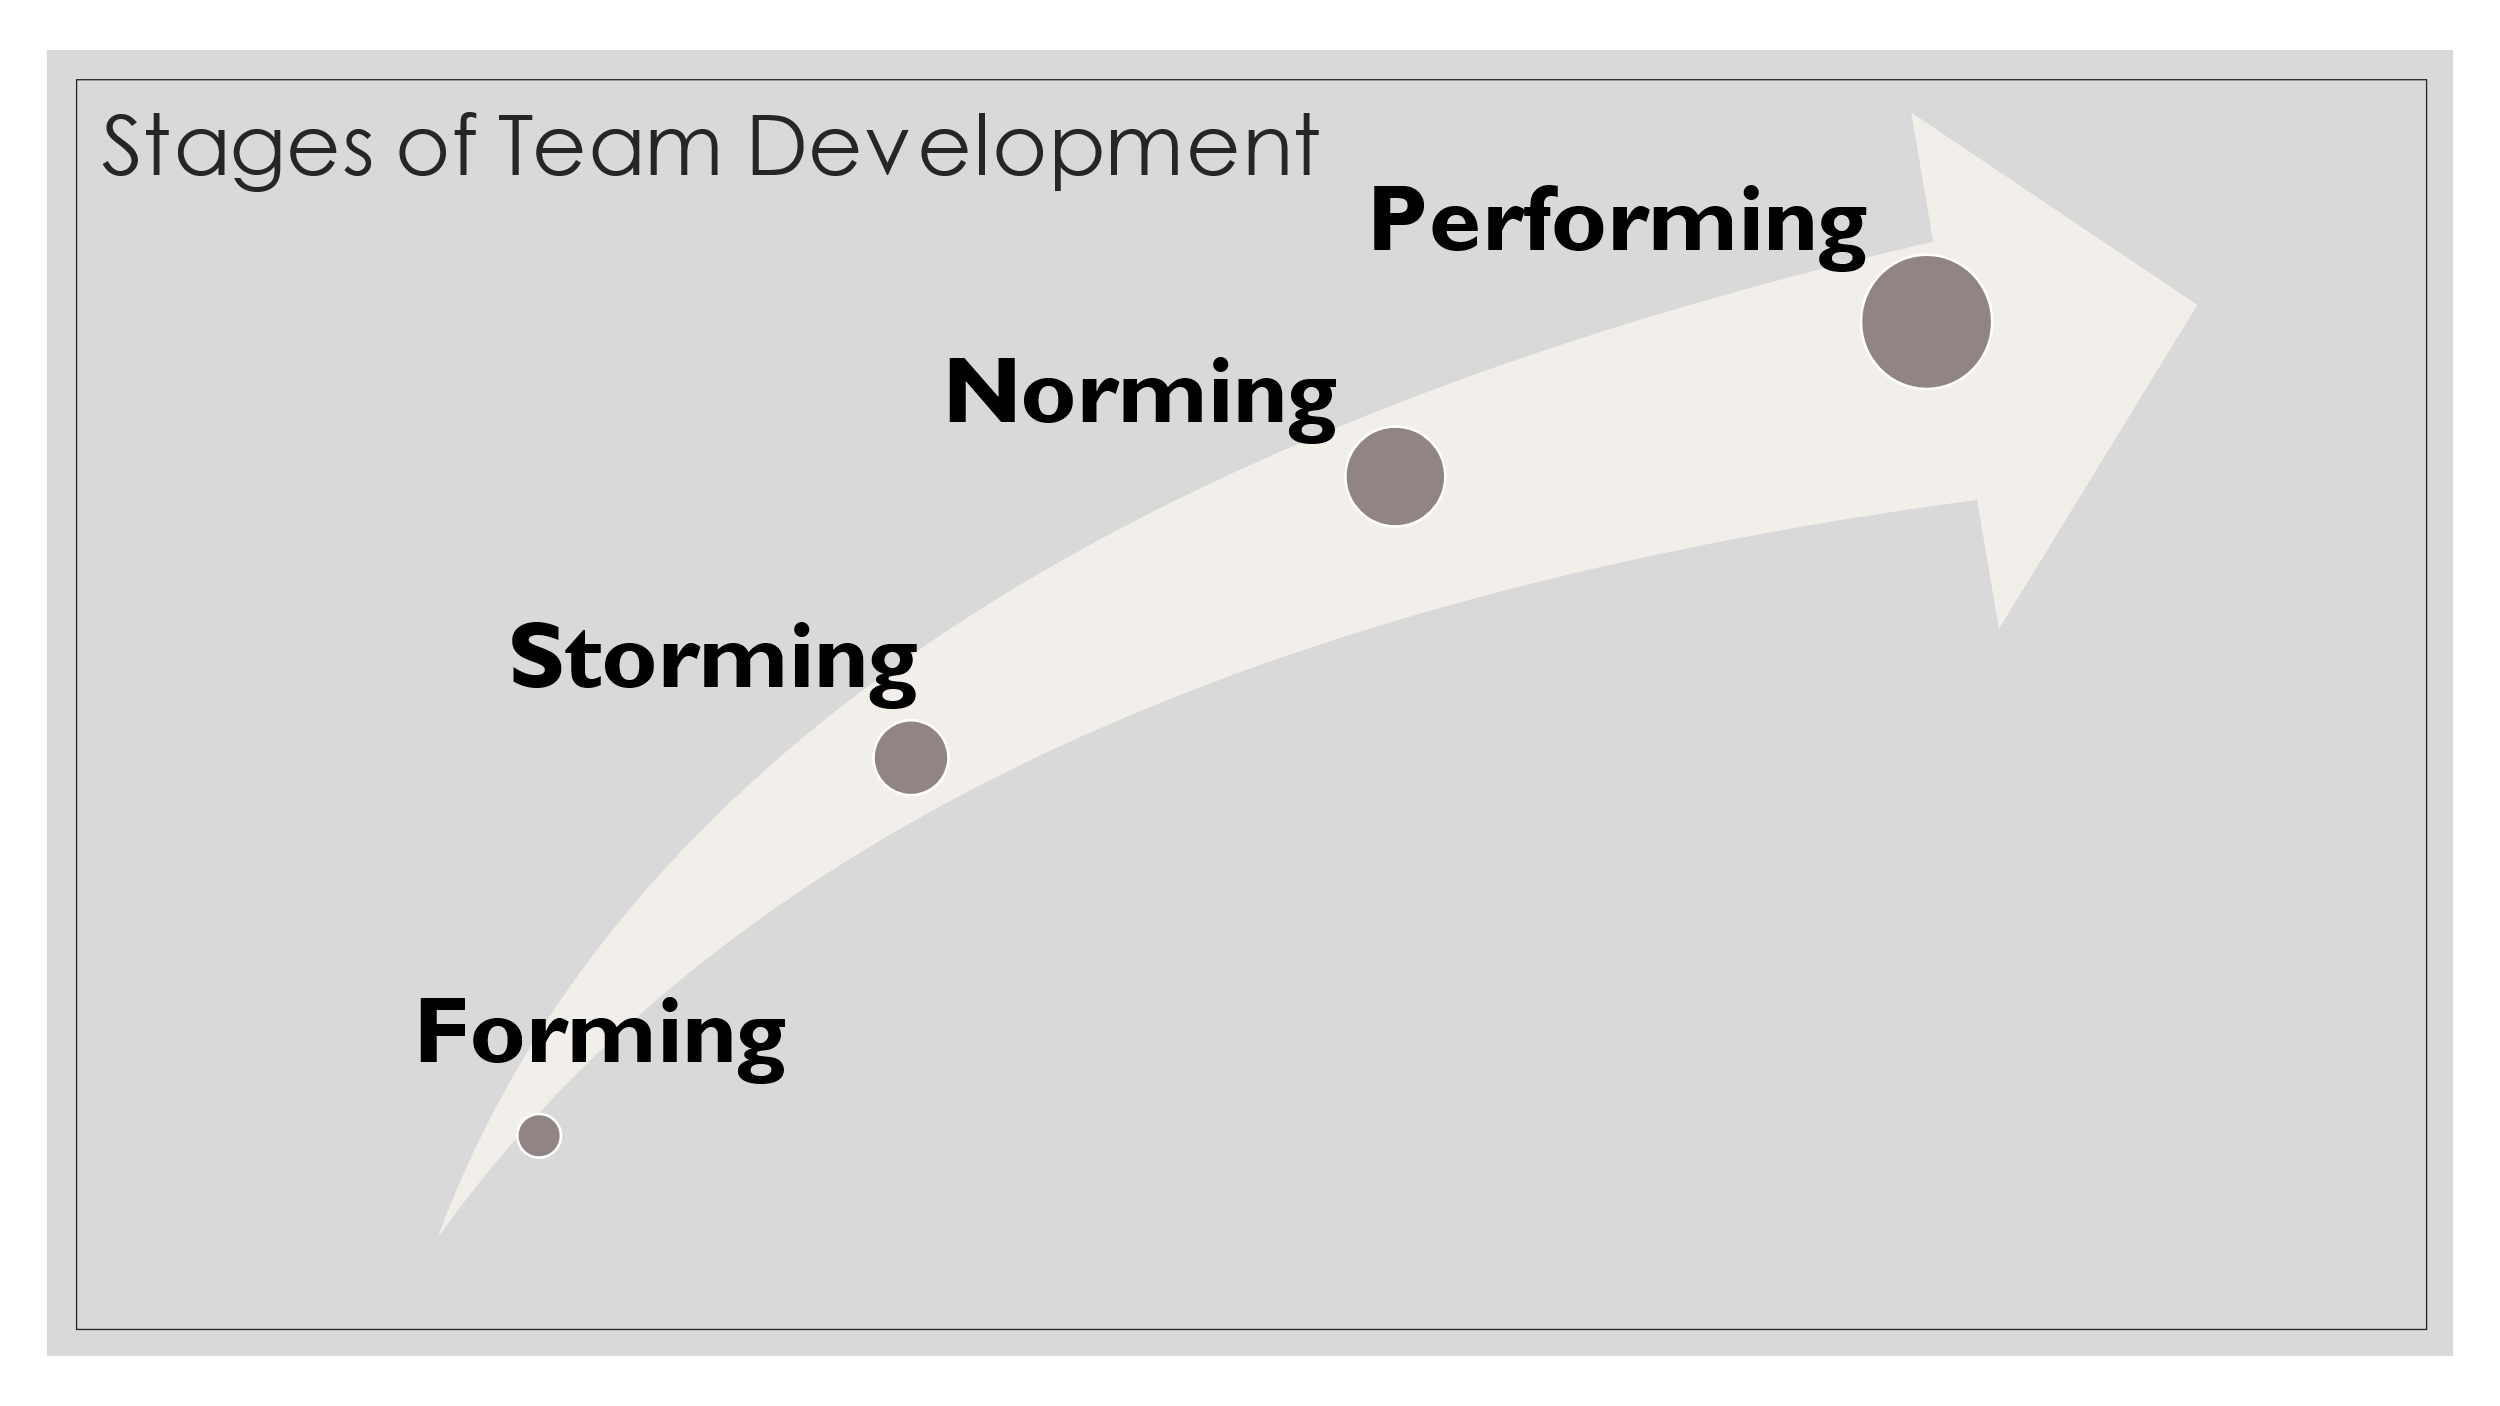 Stages of Team Development
Performing
Norming
Storming
Forming